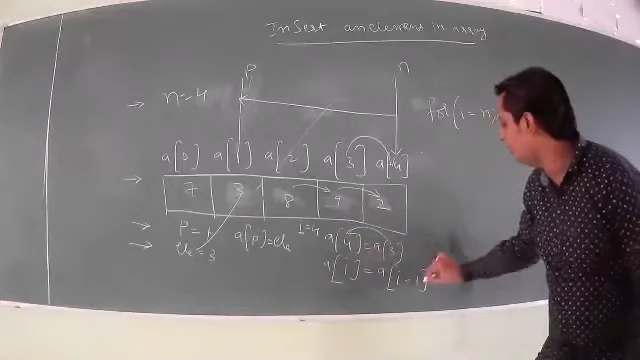 Insert an element in array
P n
n=4
for(i=n;
a[0] a[1] a[2] a[3] a[4]
7 3 8 9 2
P=1
ele=3
a[P]=ele
i=4
a[4]=a[3]
a[i]=a[i-1]